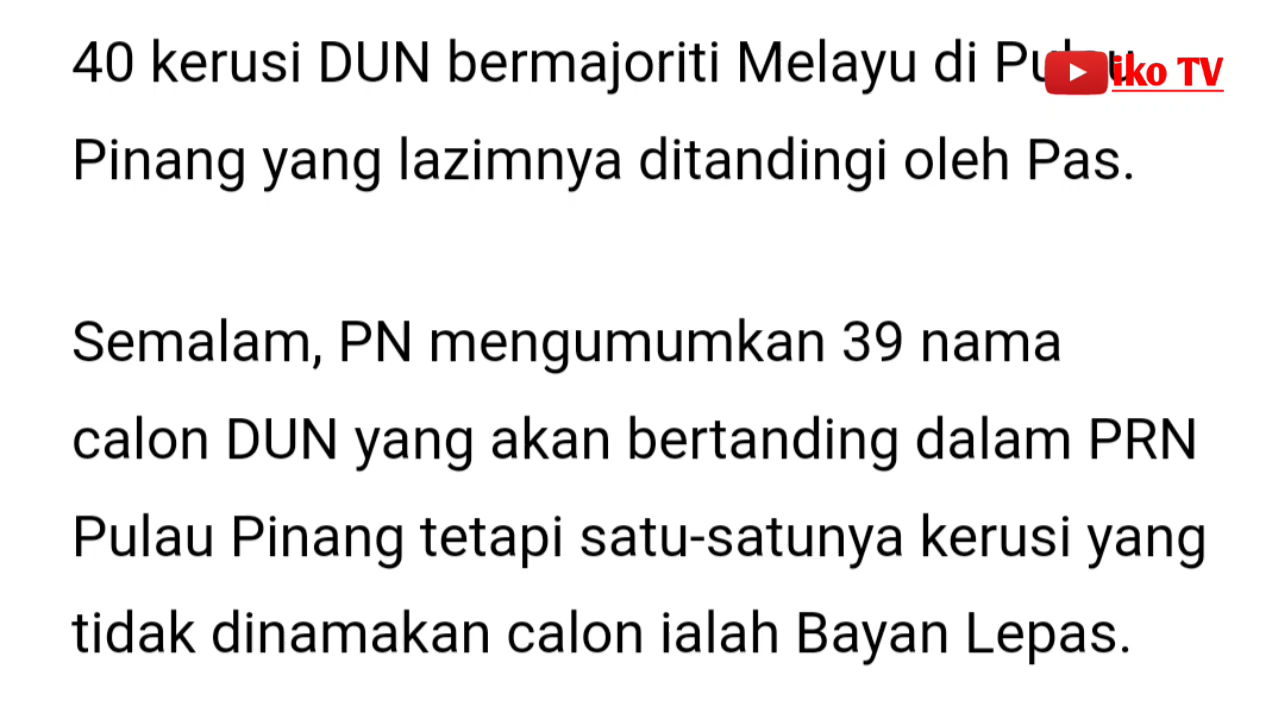 40 kerusi DUN bermajoriti Melayu di
iko TV
Pinang yang lazimnya ditandingi oleh Pas.
Semalam, PN mengumumkan 39 nama
calon DUN yang akan bertanding dalam PRN
Pulau Pinang tetapi satu-satunya kerusi yang
tidak dinamakan calon ialah Bayan Lepas.